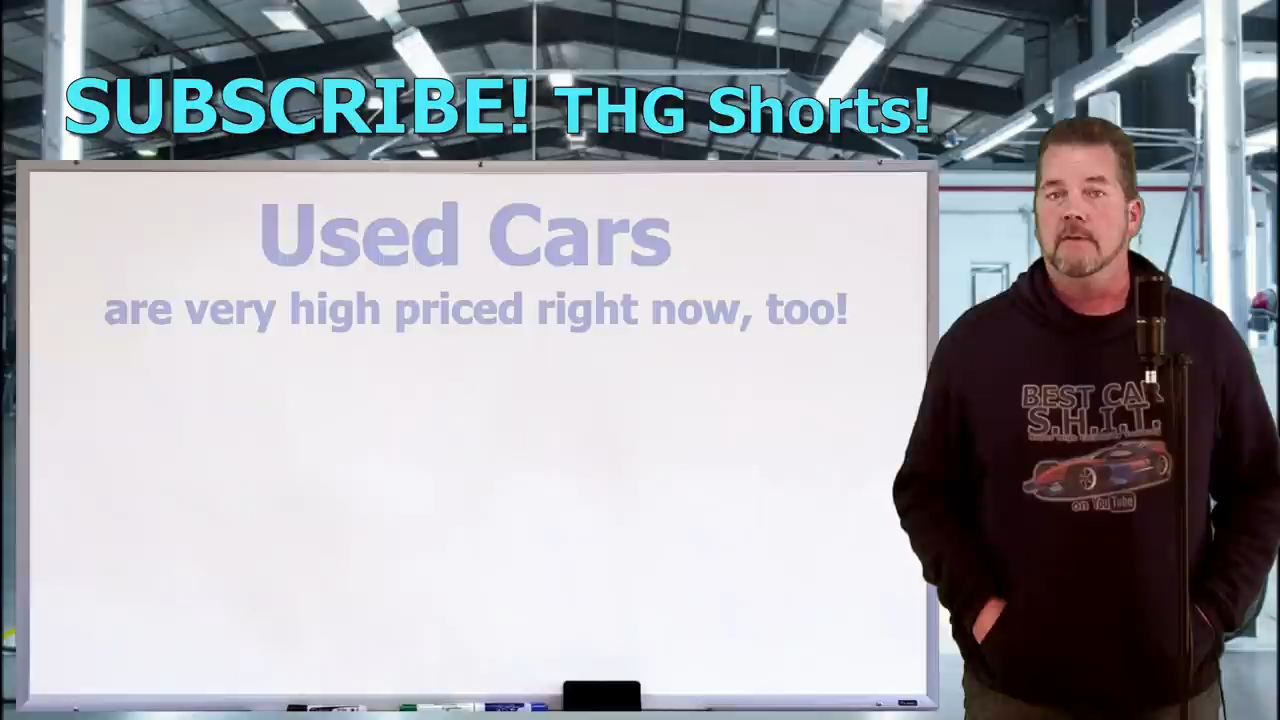 SUBSCRIBE! THG Shorts!
Used Cars
are very high priced right now, too!
BEST CAR
S.H.I.T.
on YouTube